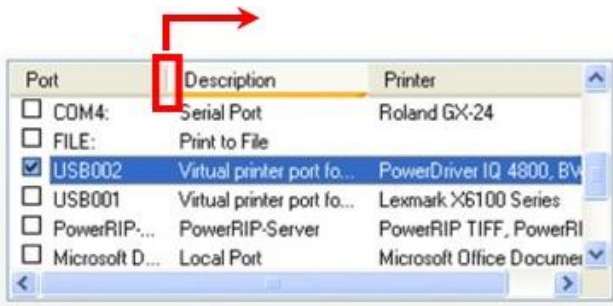 Port Description Printer
COM4: Serial Port Roland GX-24
FILE: Print to File
USB002 Virtual printer port fo... PowerDriver IQ 4800, BW
USB001 Virtual printer port fo... Lexmark X6100 Series
PowerRIP-... PowerRIP-Server PowerRIP TIFF, PowerRI
Microsoft D... Local Port Microsoft Office Documen